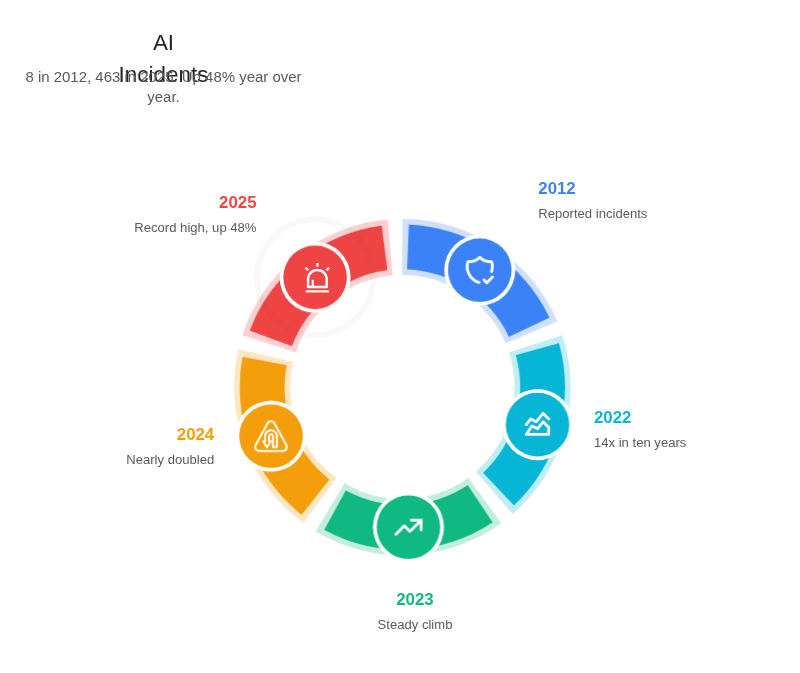 AI
Incidents
8 in 2012, 463 in 2025. Up 48% year over
year.
2012
Reported incidents
2025
Record high, up 48%
2022
14x in ten years
2024
Nearly doubled
2023
Steady climb